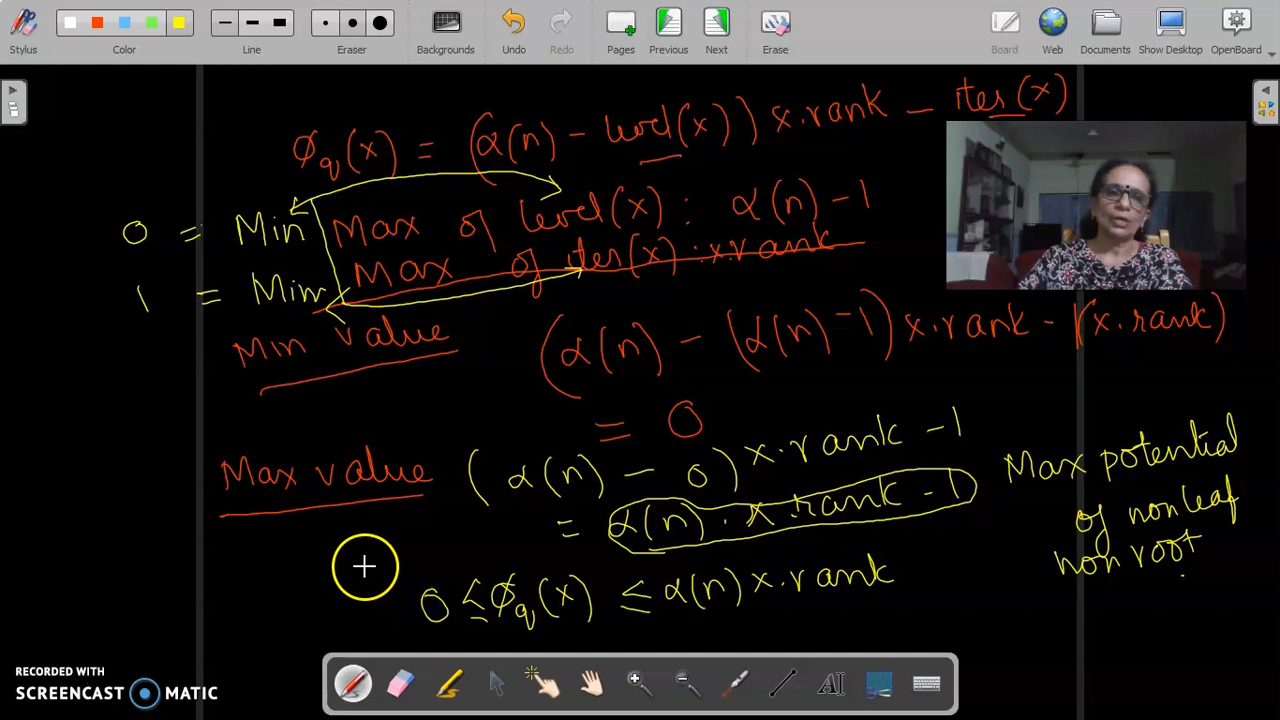 Stylus Color Line Eraser Backgrounds Undo Redo Pages Previous Next Erase Board Web Documents Show Desktop OpenBoard
ϕq(x) = (α(n) - level(x)) x.rank - iter(x)
0 = Min Max of level(x) : α(n)-1
1 = Min Max of iter(x).x.rank
Min value (α(n) - (α(n)-1) x.rank - 1(x.rank)
= 0
Max value (α(n) - 0) x.rank - 1
= α(n).x.rank - 1
Max potential
of nonleaf
non root
0 ≤ ϕq(x) ≤ α(n) x.rank
RECORDED WITH
SCREENCAST MATIC
AI